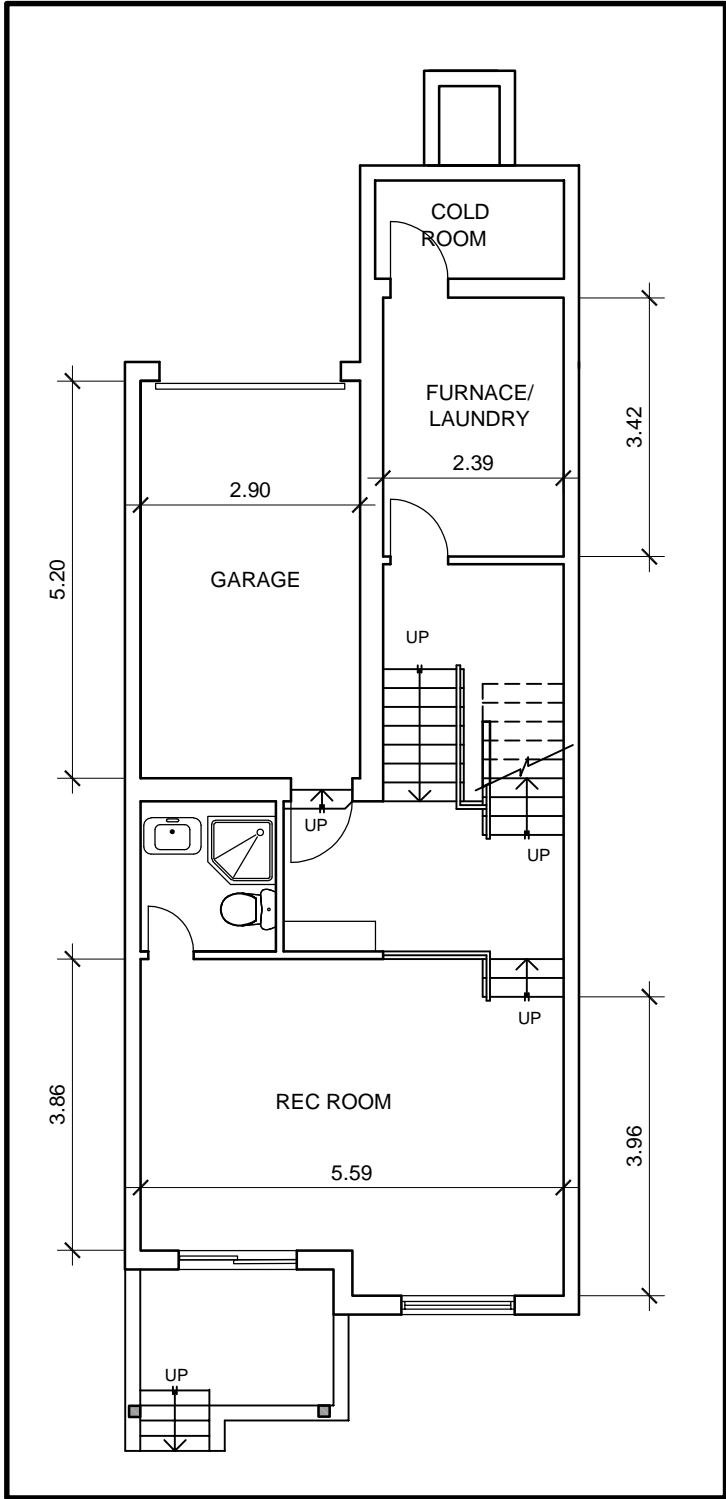 COLD
ROOM
FURNACE/
LAUNDRY
3.42
2.39
2.90
5.20
GARAGE
UP
UP
UP
UP
3.86
REC ROOM
3.96
5.59
UP